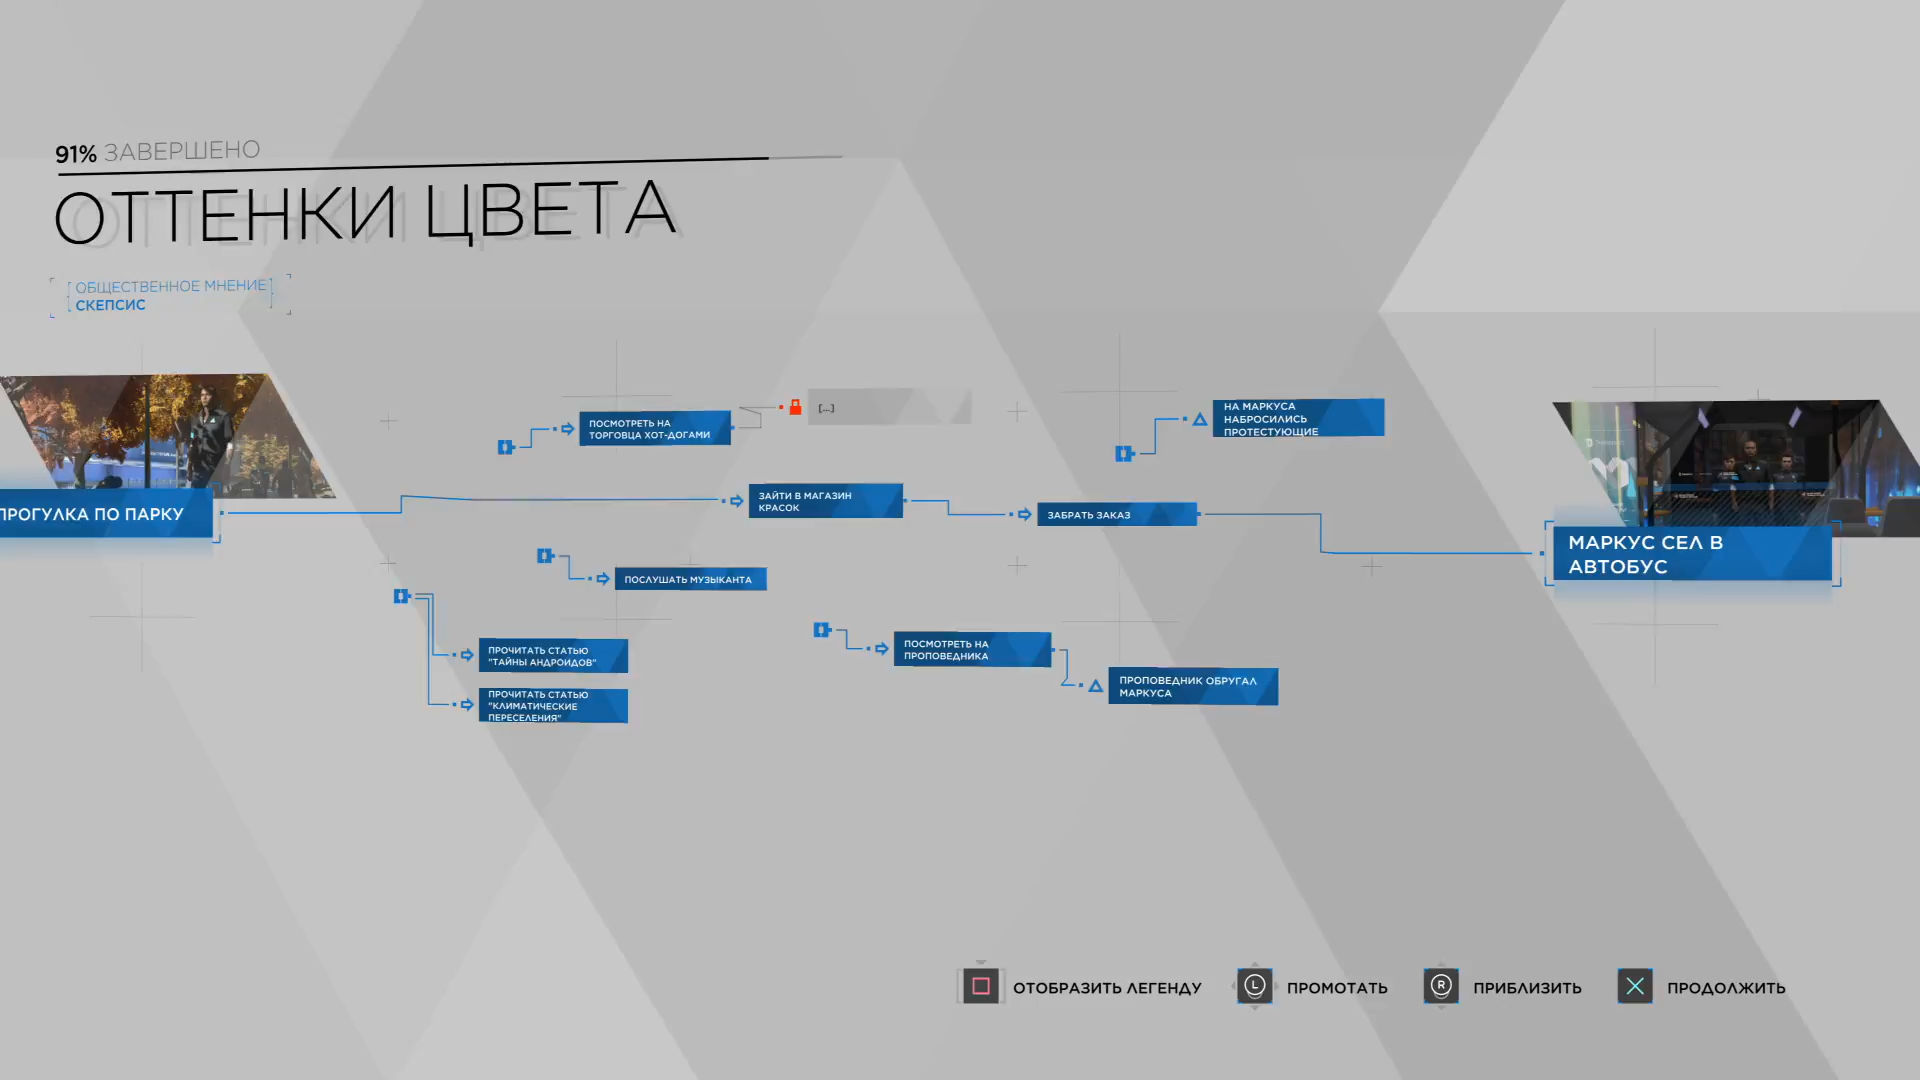 91% ЗАВЕРШЕНО
ОТТЕНКИ ЦВЕТА
ОБЩЕСТВЕННОЕ МНЕНИЕ
СКЕПСИС
ПОСМОТРЕТЬ НА
ТОРГОВЦА ХОТ-ДОГАМИ
[...]
НА МАРКУСА
НАБРОСИЛИСЬ
ПРОТЕСТУЮЩИЕ
ПРОГУЛКА ПО ПАРКУ
ЗАЙТИ В МАГАЗИН
КРАСОК
ЗАБРАТЬ ЗАКАЗ
МАРКУС СЕЛ В
АВТОБУС
ПОСЛУШАТЬ МУЗЫКАНТА
ПРОЧИТАТЬ СТАТЬЮ
"ТАЙНЫ АНДРОИДОВ"
ПРОЧИТАТЬ СТАТЬЮ
"КЛИМАТИЧЕСКИЕ
ПЕРЕСЕЛЕНИЯ"
ПОСМОТРЕТЬ НА
ПРОПОВЕДНИКА
ПРОПОВЕДНИК ОБРУГАЛ
МАРКУСА
ОТОБРАЗИТЬ ЛЕГЕНДУ
L ПРОМОТАТЬ
R ПРИБЛИЗИТЬ
ПРОДОЛЖИТЬ